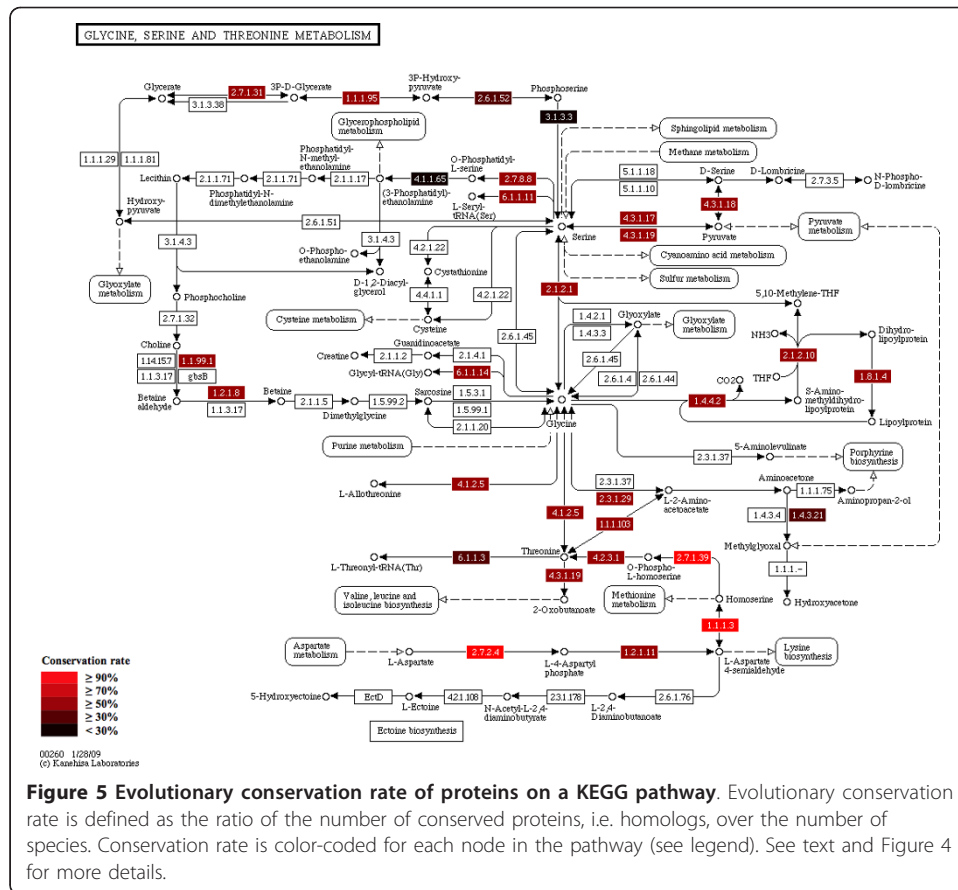 GLYCINE, SERINE AND THREONINE METABOLISM
Glycerate
2.7.1.31
3.1.3.38
3P-D-Glycerate
1.1.1.95
3P-Hydroxy-
pyruvate
2.6.1.52
Phosphoserine
3.1.3.3
Glycerophospholipid
metabolism
Sphingolipid metabolism
Methane metabolism
1.1.1.29
1.1.1.81
Phosphatidyl-
N-methyl-
ethanolamine
O-Phosphatidyl-
L-serine
Lecithin
2.1.1.71
2.1.1.71
2.1.1.17
4.1.1.65
2.7.8.8
Phosphatidyl-N-
dimethylethanolamine
(3-Phosphatidyl)-
ethanolamine
6.1.1.11
L-Seryl-
tRNA(Ser)
5.1.1.18
5.1.1.10
D-Serine
D-Lombricine
2.7.3.5
N-Phospho-
D-lombricine
4.3.1.18
Hydroxy-
pyruvate
2.6.1.51
Serine
4.3.1.17
4.3.1.19
Pyruvate
Pyruvate
metabolism
3.1.4.3
3.1.4.3
O-Phospho-
ethanolamine
D-1,2-Diacyl-
glycerol
4.2.1.22
Cystathionine
4.4.1.1
4.2.1.22
Cysteine
Cysteine metabolism
Cyanoamino acid metabolism
Sulfur metabolism
Glyoxylate
metabolism
Phosphocholine
2.7.1.32
2.1.2.1
5,10-Methylene-THF
2.6.1.45
1.4.2.1
1.4.3.3
Glyoxylate
Glyoxylate
metabolism
NH3
Dihydro-
lipoylprotein
Choline
1.14.15.7
1.1.99.1
1.1.3.17
gbsB
Guanidinoacetate
Creatine
2.1.1.2
2.1.4.1
Glycyl-tRNA(Gly)
6.1.1.14
2.6.1.45
2.6.1.4
2.6.1.44
2.1.2.10
THF
CO2
1.8.1.4
Betaine
aldehyde
1.2.1.8
1.1.3.17
Betaine
2.1.1.5
Dimethylglycine
1.5.99.2
Sarcosine
1.5.3.1
1.5.99.1
2.1.1.20
Glycine
1.4.4.2
S-Amino-
methyldihydro-
lipoylprotein
Lipoylprotein
Purine metabolism
2.3.1.37
5-Aminolevulinate
Porphyrine
biosynthesis
L-Allothreonine
4.1.2.5
4.1.2.5
2.3.1.37
2.3.1.29
L-2-Amino-
acetoacetate
Aminoacetone
1.1.1.75
Aminopropan-2-ol
1.1.1.103
1.4.3.4
1.4.3.21
Methylglyoxal
L-Threonyl-tRNA(Thr)
6.1.1.3
Threonine
4.2.3.1
O-Phospho-
L-homoserine
2.7.1.39
1.1.1.-
Hydroxyacetone
4.3.1.19
Valine, leucine and
isoleucine biosynthesis
2-Oxobutanoate
Methionine
metabolism
Homoserine
1.1.1.3
Aspartate
metabolism
L-Aspartate
2.7.2.4
L-4-Aspartyl
phosphate
1.2.1.11
L-Aspartate
4-semialdehyde
Lysine
biosynthesis
5-Hydroxyectoine
EctD
L-Ectoine
4.2.1.108
N-Acetyl-L-2,4-
diaminobutyrate
2.3.1.178
L-2,4-
Diaminobutanoate
2.6.1.76
Ectoine biosynthesis
Conservation rate
≥ 90%
≥ 70%
≥ 50%
≥ 30%
< 30%
00260 1/28/09
(c) Kanehisa Laboratories
Figure 5 Evolutionary conservation rate of proteins on a KEGG pathway. Evolutionary conservation
rate is defined as the ratio of the number of conserved proteins, i.e. homologs, over the number of
species. Conservation rate is color-coded for each node in the pathway (see legend). See text and Figure 4
for more details.